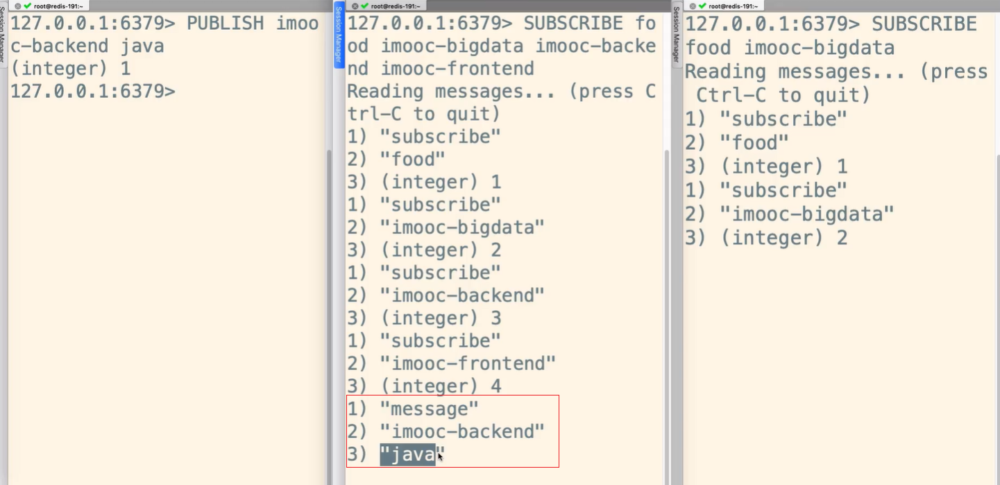 root@redis-191:~
Session Manager
127.0.0.1:6379> PUBLISH imoo
c-backend java
(integer) 1
127.0.0.1:6379>
root@redis-191:~
Session Manager
127.0.0.1:6379> SUBSCRIBE fo
od imooc-bigdata imooc-backe
nd imooc-frontend
Reading messages... (press C
trl-C to quit)
1) "subscribe"
2) "food"
3) (integer) 1
1) "subscribe"
2) "imooc-bigdata"
3) (integer) 2
1) "subscribe"
2) "imooc-backend"
3) (integer) 3
1) "subscribe"
2) "imooc-frontend"
3) (integer) 4
1) "message"
2) "imooc-backend"
3) "java"
root@redis-191:~
Session Manager
127.0.0.1:6379> SUBSCRIBE
food imooc-bigdata
Reading messages... (press
Ctrl-C to quit)
1) "subscribe"
2) "food"
3) (integer) 1
1) "subscribe"
2) "imooc-bigdata"
3) (integer) 2